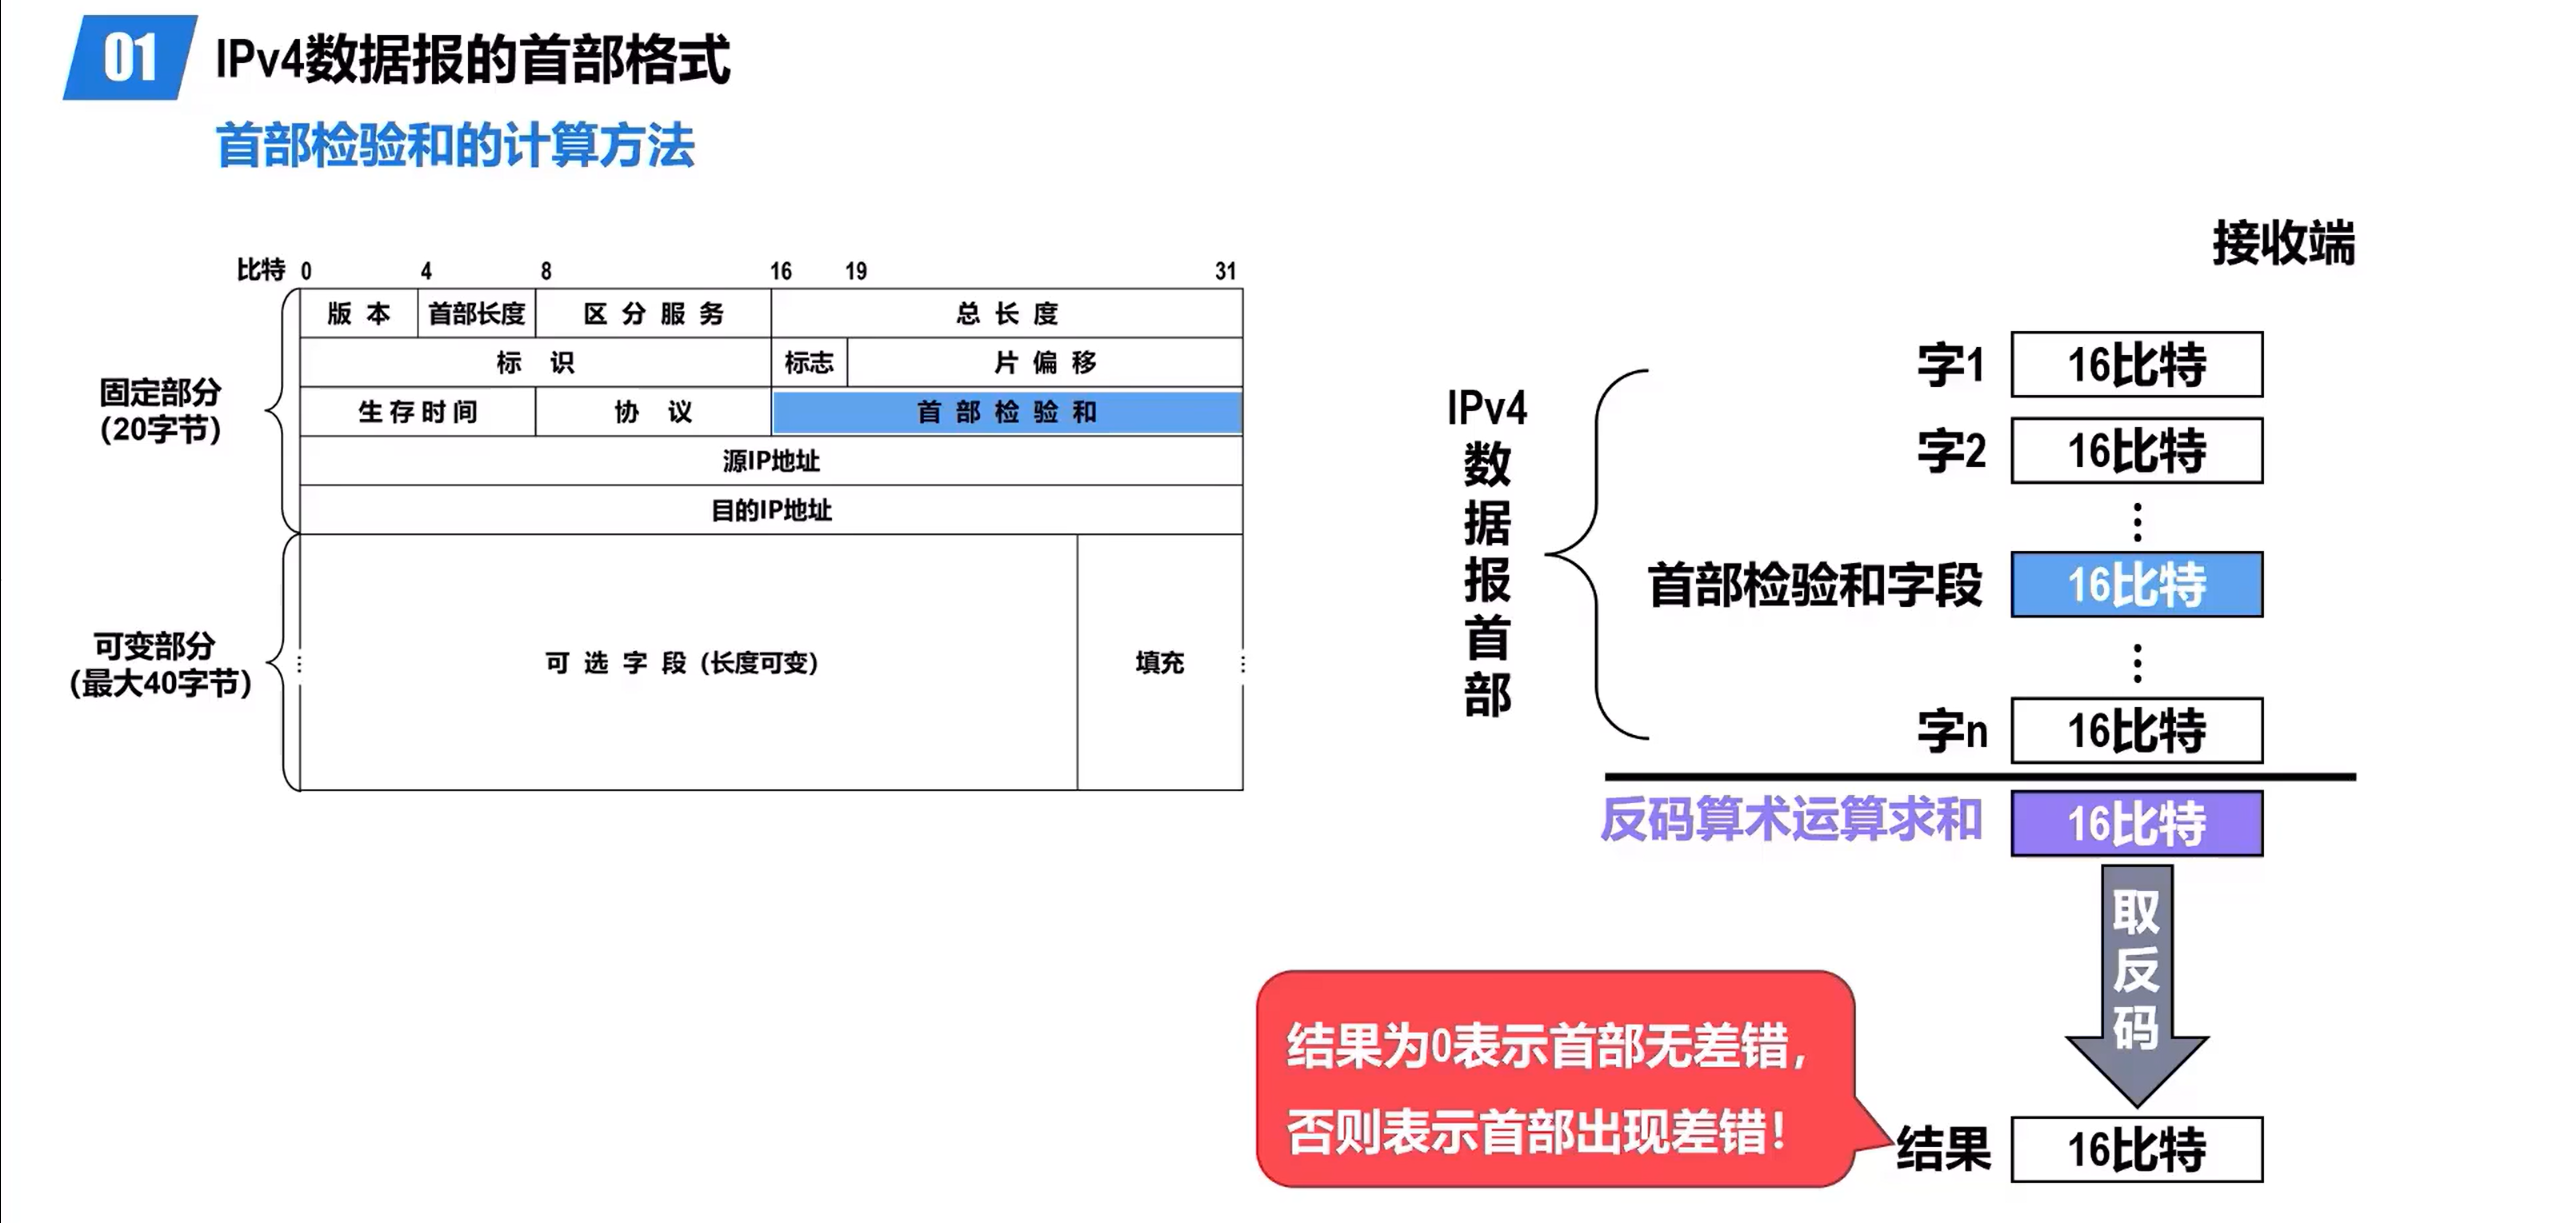 01 IPv4数据报的首部格式
首部检验和的计算方法
比特 0 4 8 16 19 31
版 本 首部长度 区 分 服 务 总 长 度
标 识 标志 片 偏 移
生 存 时 间 协 议 首 部 检 验 和
源IP地址
目的IP地址
可 选 字 段 (长度可变) 填充
固定部分
(20字节)
可变部分
(最大40字节)
接收端
IPv4
数
据
报
首
部
字1 16比特
字2 16比特
首部检验和字段 16比特
字n 16比特
反码算术运算求和 16比特
取
反
码
结果为0表示首部无差错,
否则表示首部出现差错!
结果 16比特